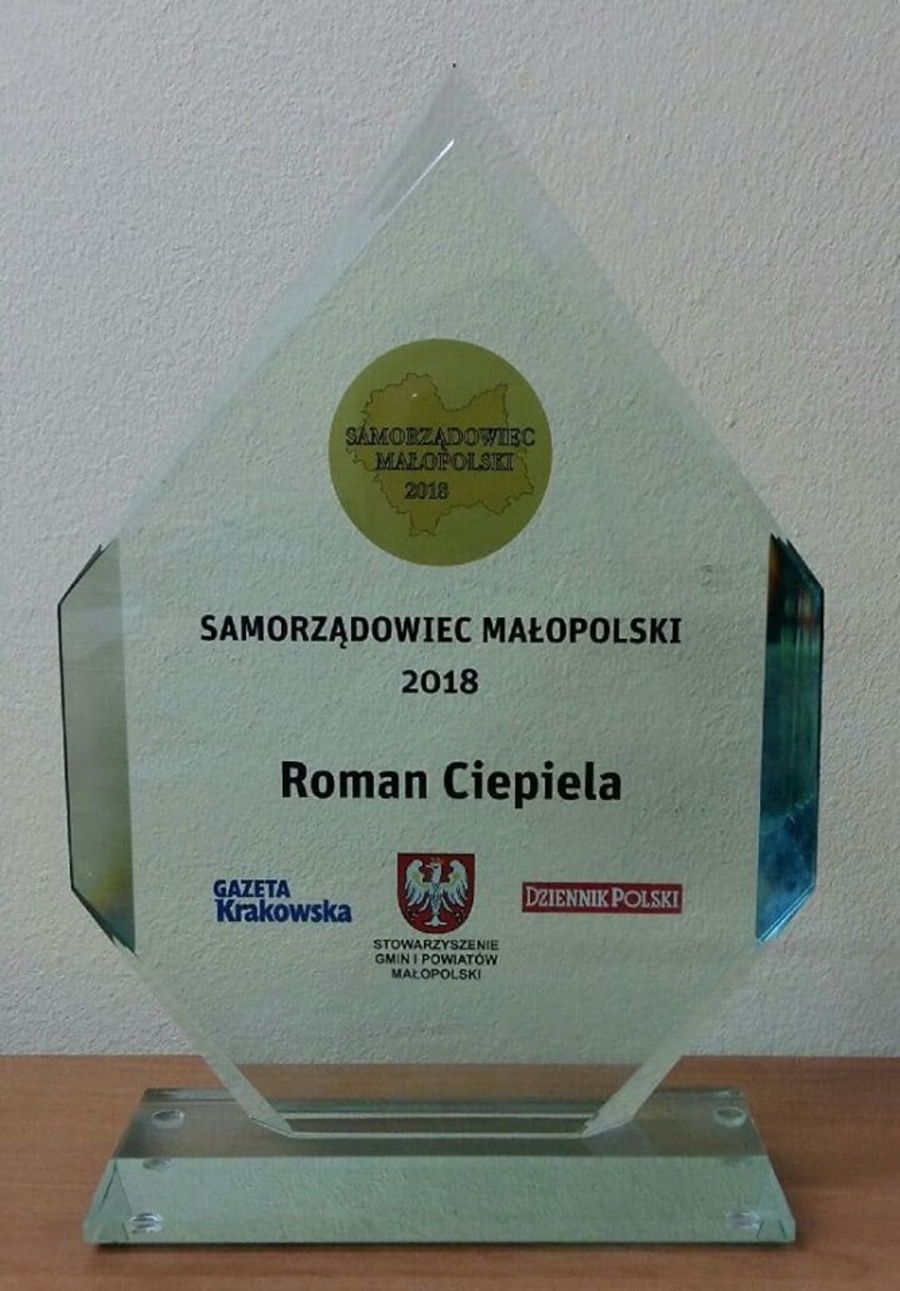 SAMORZĄDOWIEC
MAŁOPOLSKI
2018
SAMORZĄDOWIEC MAŁOPOLSKI
2018
Roman Ciepiela
GAZETA
Krakowska
STOWARZYSZENIE
GMIN I POWIATÓW
MAŁOPOLSKI
DZIENNIK POLSKI